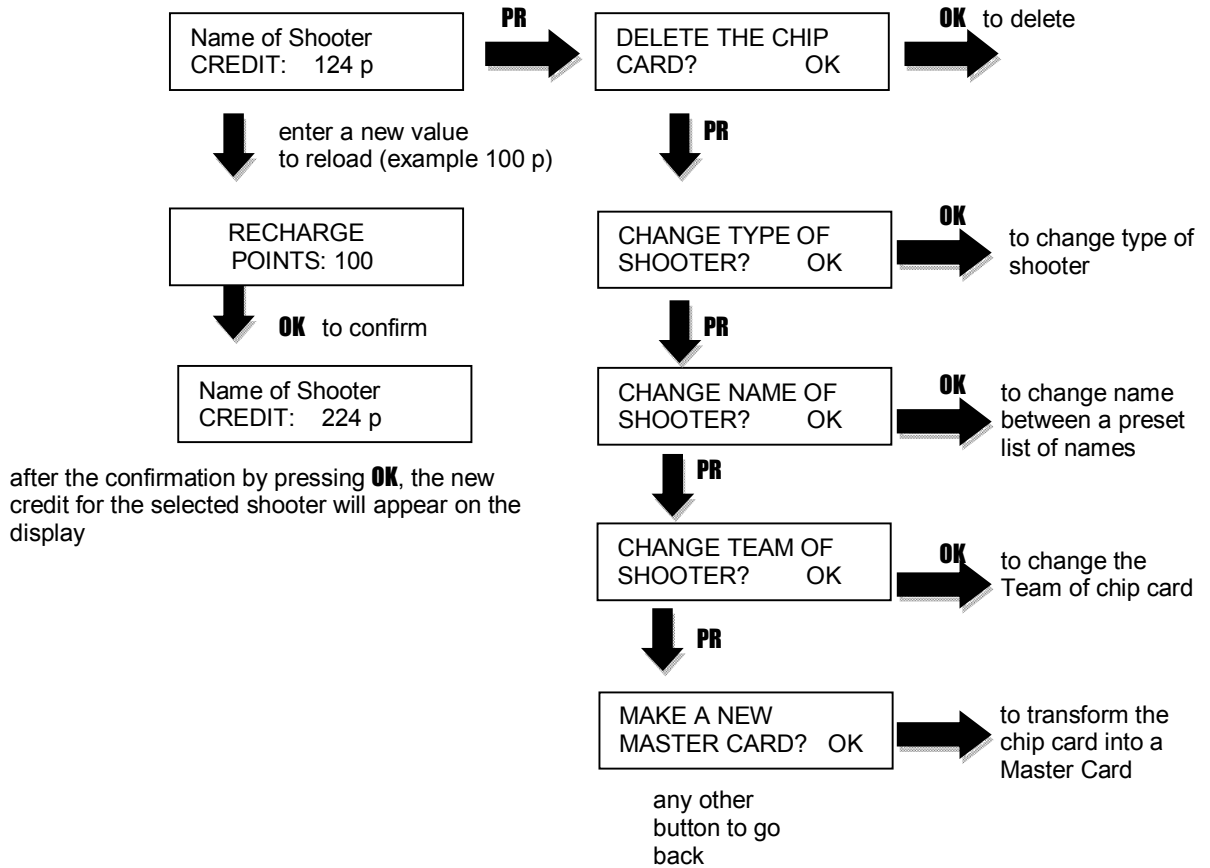 Name of Shooter
CREDIT: 124 p
PR
DELETE THE CHIP
CARD? OK
OK to delete
enter a new value
to reload (example 100 p)
PR
RECHARGE
POINTS: 100
CHANGE TYPE OF
SHOOTER? OK
OK
to change type of
shooter
OK to confirm
PR
Name of Shooter
CREDIT: 224 p
CHANGE NAME OF
SHOOTER? OK
OK
to change name
between a preset
list of names
after the confirmation by pressing OK, the new
credit for the selected shooter will appear on the
display
PR
CHANGE TEAM OF
SHOOTER? OK
OK
to change the
Team of chip card
PR
MAKE A NEW
MASTER CARD? OK
to transform the
chip card into a
Master Card
any other
button to go
back